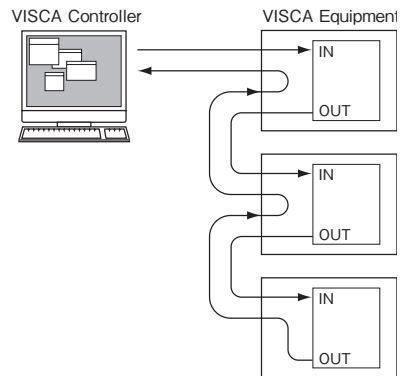 VISCA Controller
VISCA Equipment
IN
OUT
IN
OUT
IN
OUT